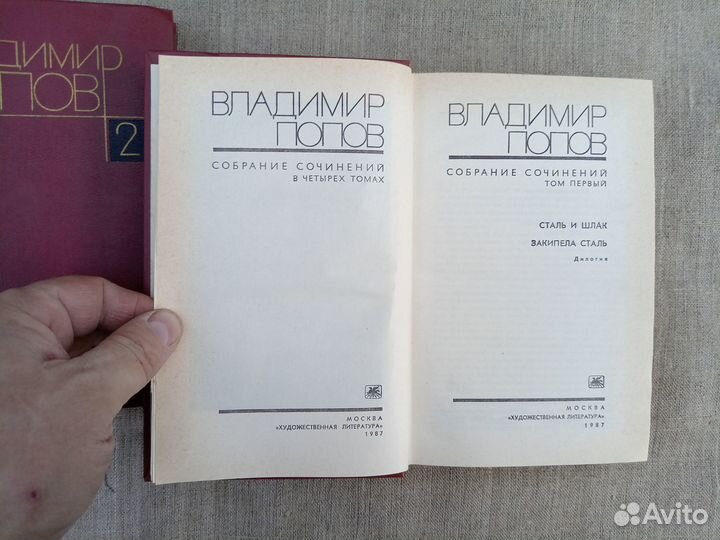 ДИМИР
ПОВ
2
ВЛАДИМИР
ПОПОВ
СОБРАНИЕ СОЧИНЕНИЙ
В ЧЕТЫРЕХ ТОМАХ
МОСКВА
«ХУДОЖЕСТВЕННАЯ ЛИТЕРАТУРА»
1987
ВЛАДИМИР
ПОПОВ
СОБРАНИЕ СОЧИНЕНИЙ
ТОМ ПЕРВЫЙ
СТАЛЬ И ШЛАК
ЗАКИПЕЛА СТАЛЬ
Дилогия
МОСКВА
«ХУДОЖЕСТВЕННАЯ ЛИТЕРАТУРА»
1987
Avito